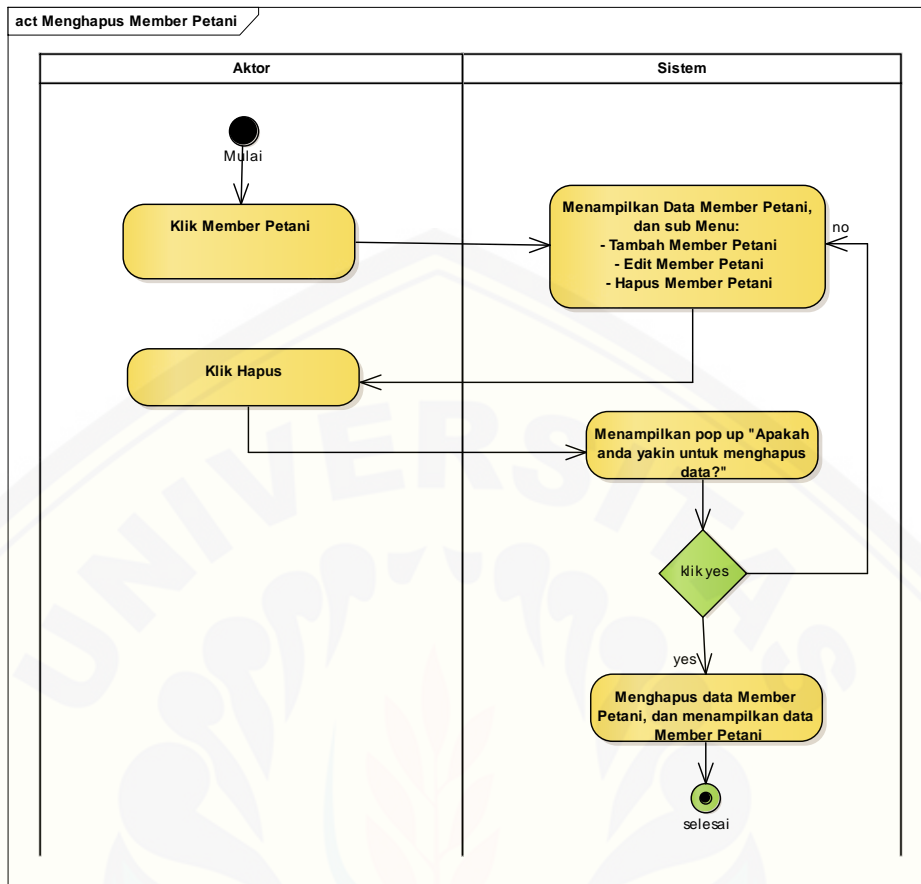 act Menghapus Member Petani
Aktor
Sistem
Mulai
Klik Member Petani
Menampilkan Data Member Petani,
dan sub Menu:
- Tambah Member Petani
- Edit Member Petani
- Hapus Member Petani
no
Klik Hapus
Menampilkan pop up "Apakah
anda yakin untuk menghapus
data?"
klik yes
yes
Menghapus data Member
Petani, dan menampilkan data
Member Petani
selesai
UNIVERSITAS